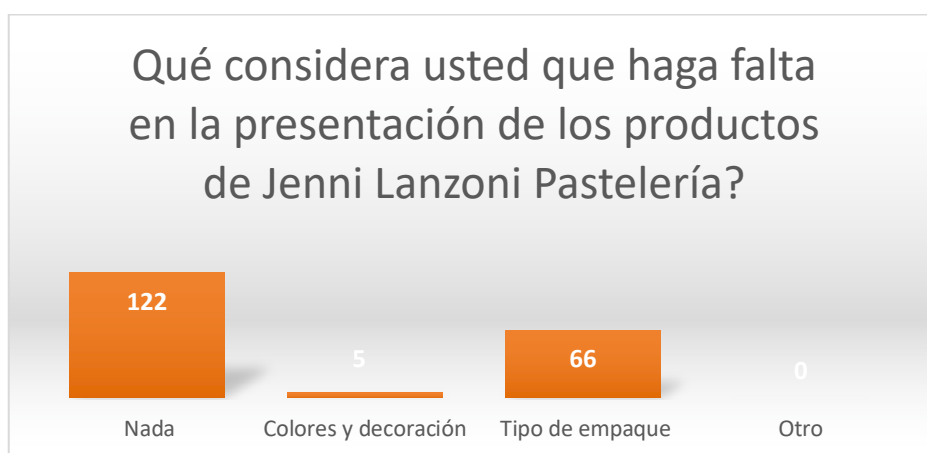 Qué considera usted que haga falta
en la presentación de los productos
de Jenni Lanzoni Pastelería?
122
5
66
0
Nada
Colores y decoración
Tipo de empaque
Otro